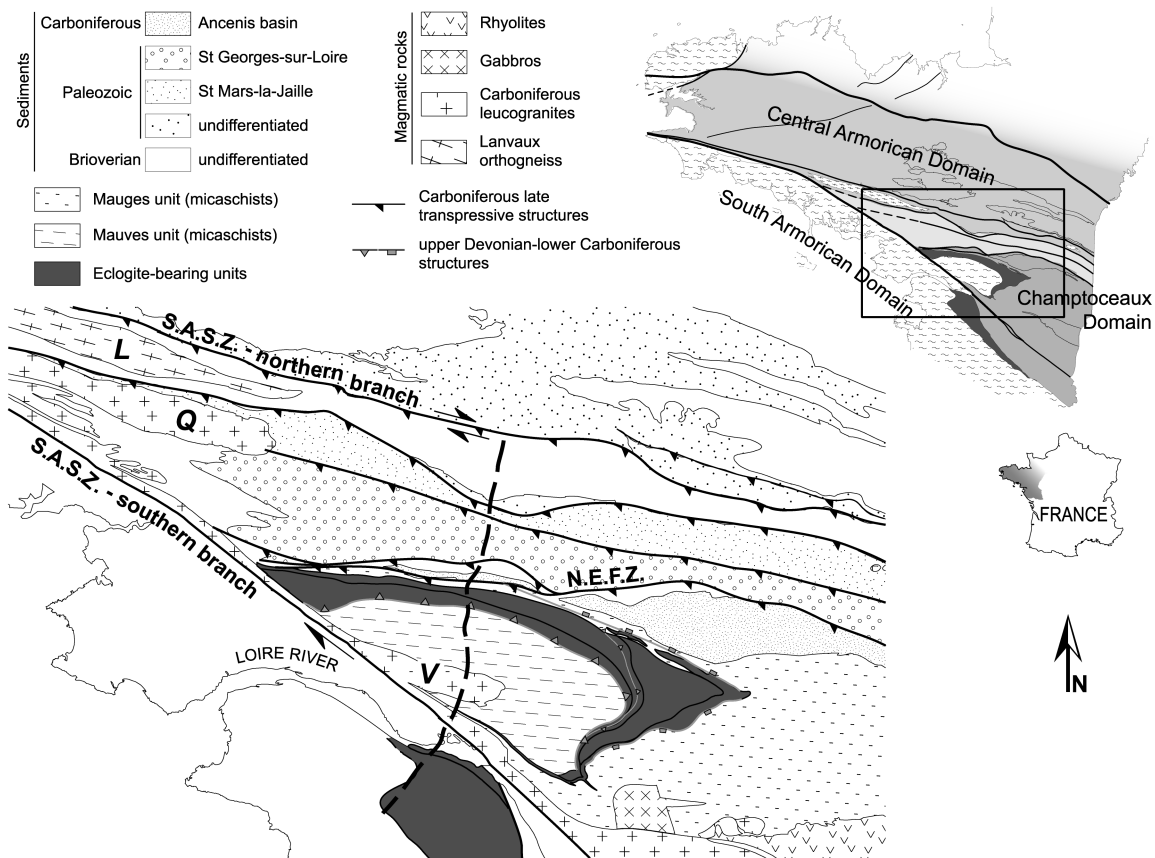 Sediments
Carboniferous
Ancenis basin
St Georges-sur-Loire
Paleozoic
St Mars-la-Jaille
undifferentiated
Brioverian
undifferentiated
Mauges unit (micaschists)
Mauves unit (micaschists)
Eclogite-bearing units
Magmatic rocks
Rhyolites
Gabbros
Carboniferous
leucogranites
Lanvaux
orthogneiss
Carboniferous late
transpressive structures
upper Devonian-lower Carboniferous
structures
Central Armorican Domain
South Armorican Domain
Champtoceaux
Domain
S.A.S.Z. - northern branch
L
Q
S.A.S.Z. - southern branch
N.E.F.Z.
LOIRE RIVER
V
FRANCE
N